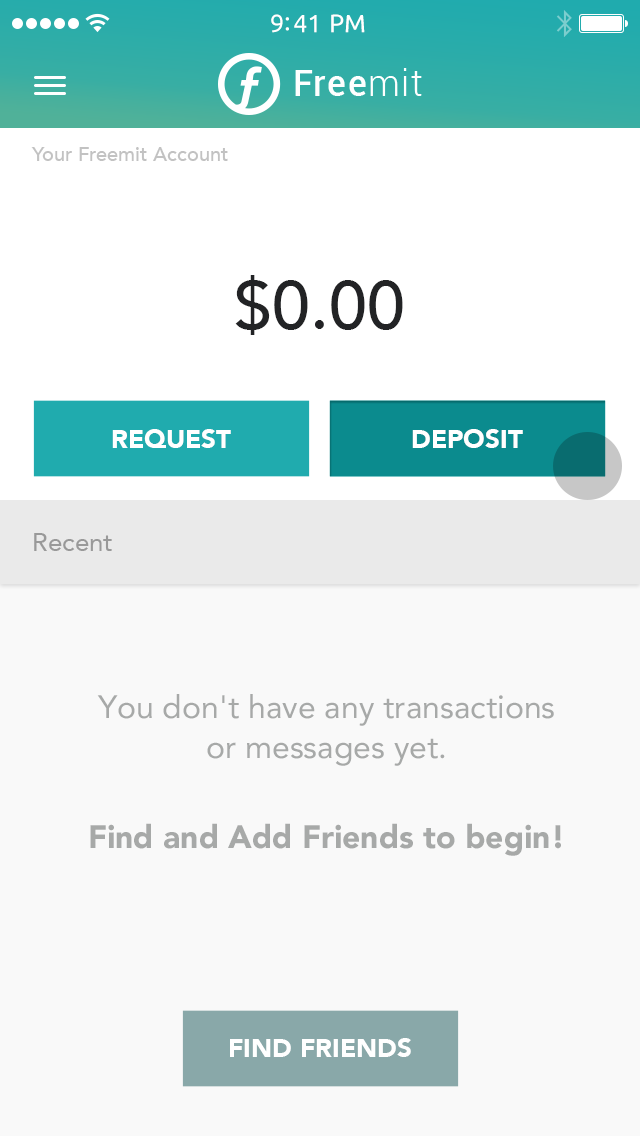 9:41 PM
f Freemit
Your Freemit Account
$0.00
REQUEST
DEPOSIT
Recent
You don't have any transactions
or messages yet.
Find and Add Friends to begin!
FIND FRIENDS